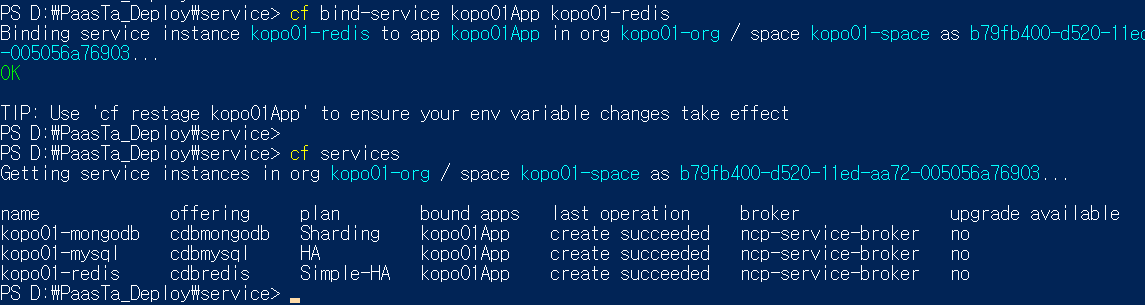 PS D:\PaasTa_Deploy\service> cf bind-service kopo01App kopo01-redis
Binding service instance kopo01-redis to app kopo01App in org kopo01-org / space kopo01-space as b79fb400-d520-11ed
-005056a76903...
OK
TIP: Use 'cf restage kopo01App' to ensure your env variable changes take effect
PS D:\PaasTa_Deploy\service>
PS D:\PaasTa_Deploy\service> cf services
Getting service instances in org kopo01-org / space kopo01-space as b79fb400-d520-11ed-aa72-005056a76903...
name offering plan bound apps last operation broker upgrade available
kopo01-mongodb cdbmongodb Sharding kopo01App create succeeded ncp-service-broker no
kopo01-mysql cdbmysql HA kopo01App create succeeded ncp-service-broker no
kopo01-redis cdbredis Simple-HA kopo01App create succeeded ncp-service-broker no
PS D:\PaasTa_Deploy\service>